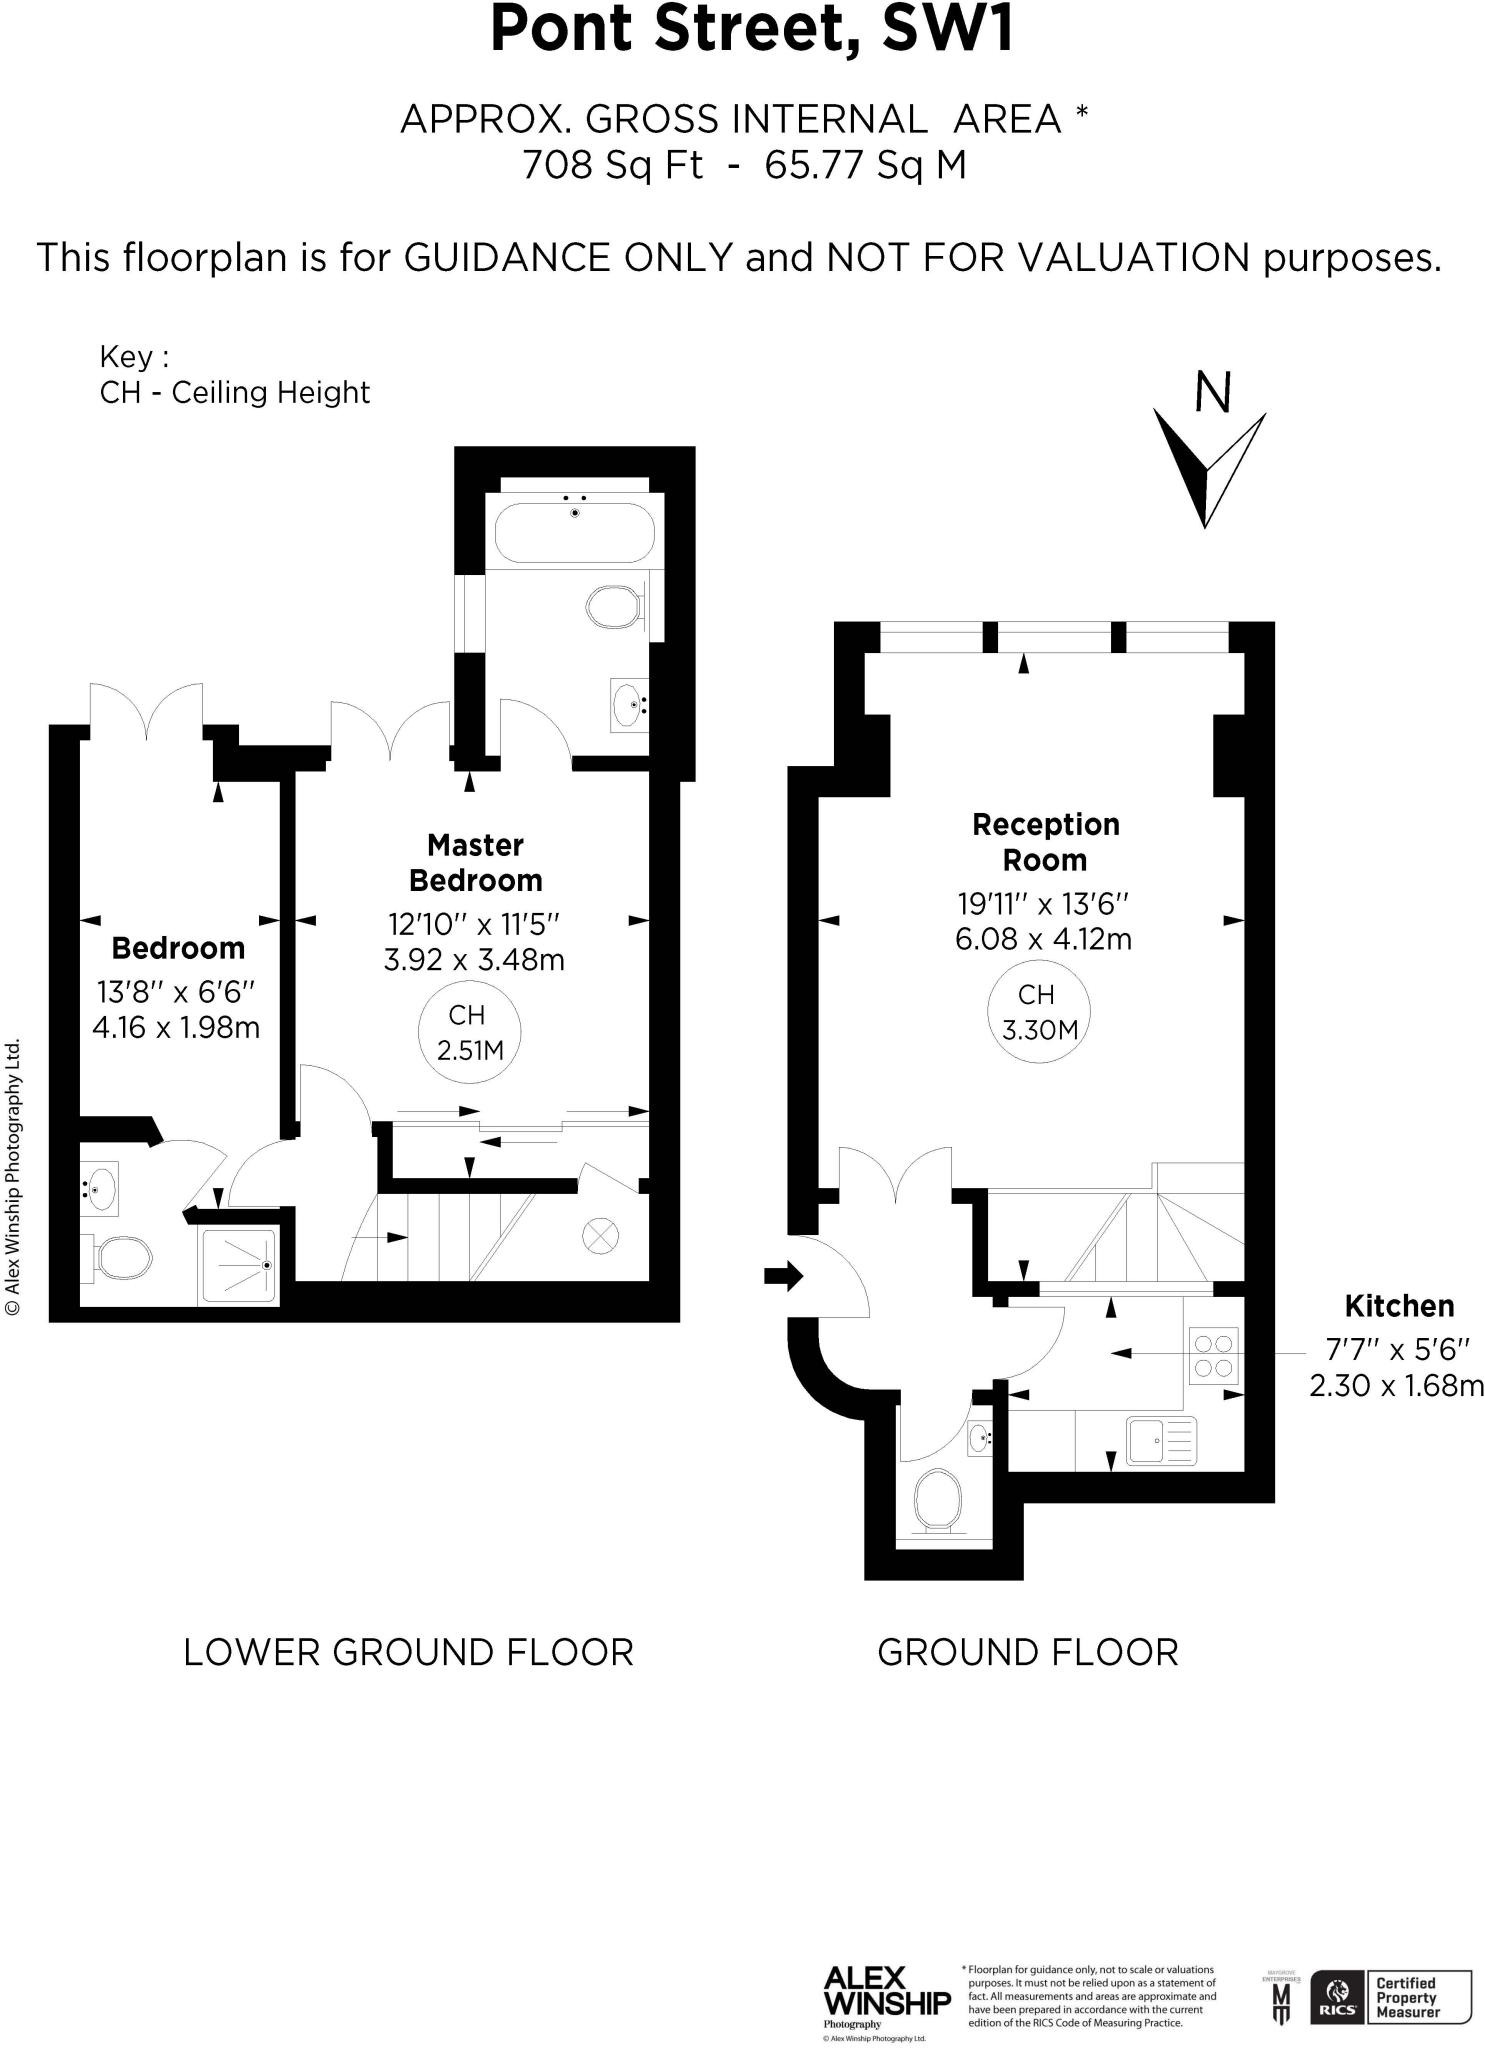 Pont Street, SW1
APPROX. GROSS INTERNAL AREA *
708 Sq Ft - 65.77 Sq M
This floorplan is for GUIDANCE ONLY and NOT FOR VALUATION purposes.
Key :
CH - Ceiling Height
N
Master
Bedroom
12'10'' x 11'5''
3.92 x 3.48m
CH
2.51M
Bedroom
13'8'' x 6'6''
4.16 x 1.98m
Reception
Room
19'11'' x 13'6''
6.08 x 4.12m
CH
3.30M
Kitchen
7'7'' x 5'6''
2.30 x 1.68m
© Alex Winship Photography Ltd.
LOWER GROUND FLOOR
GROUND FLOOR
ALEX
WINSHIP
Photography
© Alex Winship Photography Ltd.
* Floorplan for guidance only, not to scale or valuations
purposes. It must not be relied upon as a statement of
fact. All measurements and areas are approximate and
have been prepared in accordance with the current
edition of the RICS Code of Measuring Practice.
MAYGROVE
ENTERPRISES
M
M
RICS
Certified
Property
Measurer